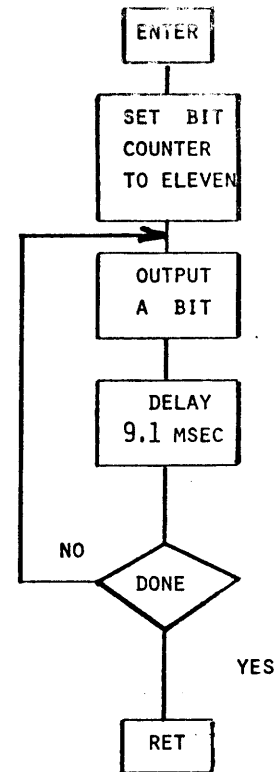 ENTER
SET BIT
COUNTER
TO ELEVEN
OUTPUT
A BIT
DELAY
9.1 MSEC
NO
DONE
YES
RET